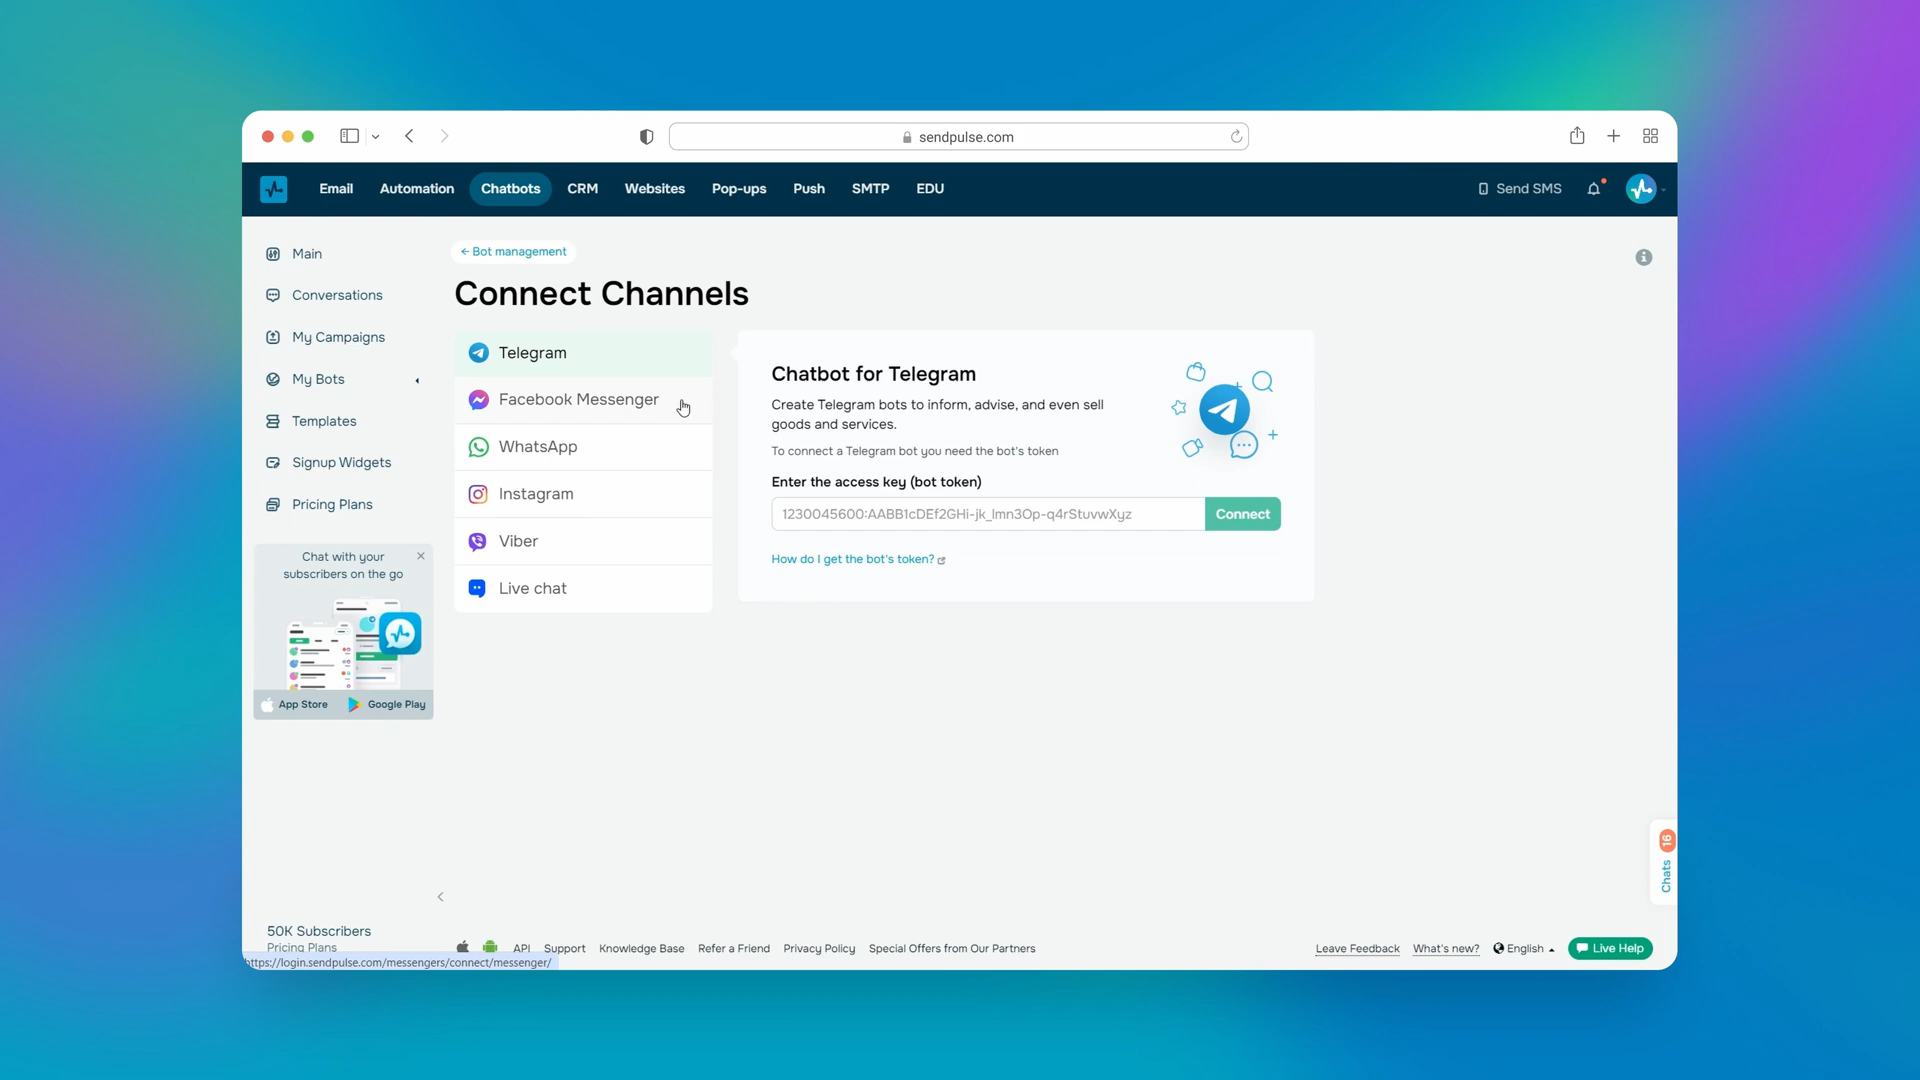 sendpulse.com
Email Automation Chatbots CRM Websites Pop-ups Push SMTP EDU Send SMS
Main
Conversations
My Campaigns
My Bots
Templates
Signup Widgets
Pricing Plans
Chat with your
subscribers on the go
App Store Google Play
50K Subscribers
Pricing Plans
← Bot management
Connect Channels
Telegram
Facebook Messenger
WhatsApp
Instagram
Viber
Live chat
Chatbot for Telegram
Create Telegram bots to inform, advise, and even sell
goods and services.
To connect a Telegram bot you need the bot's token
Enter the access key (bot token)
1230045600:AABB1cDEf2GHi-jk_lmn3Op-q4rStuvwXyz Connect
How do I get the bot's token?
Chats 16
API Support Knowledge Base Refer a Friend Privacy Policy Special Offers from Our Partners
Leave Feedback What's new? English Live Help
https://login.sendpulse.com/messengers/connect/messenger/